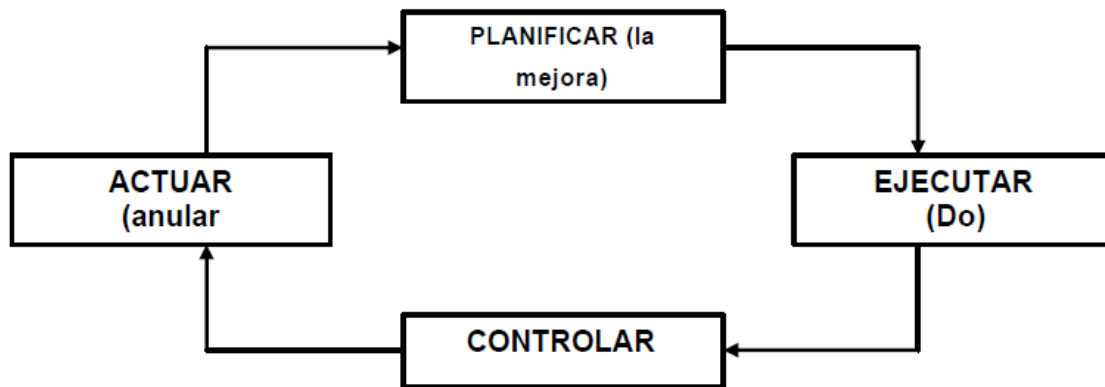 PLANIFICAR (la
mejora)
ACTUAR
(anular
EJECUTAR
(Do)
CONTROLAR